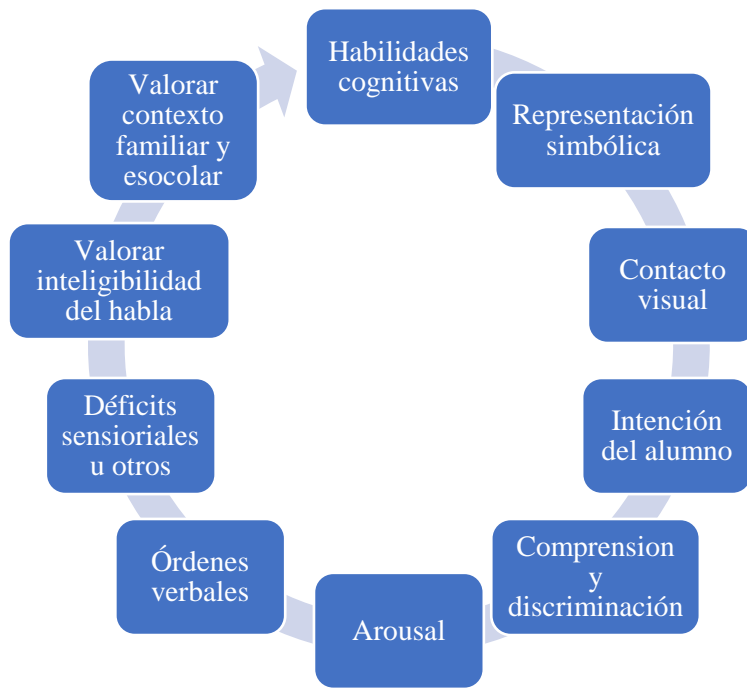 Habilidades
cognitivas
Representación
simbólica
Contacto
visual
Intención
del alumno
Comprension
y
discriminación
Arousal
Órdenes
verbales
Déficits
sensioriales
u otros
Valorar
inteligibilidad
del habla
Valorar
contexto
familiar y
esocolar